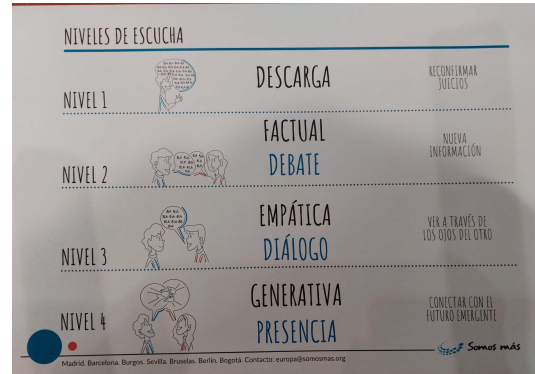 NIVELES DE ESCUCHA
NIVEL 1
DESCARGA
RECONFIRMAR
JUICIOS
NIVEL 2
FACTUAL
DEBATE
NUEVA
INFORMACIÓN
NIVEL 3
EMPÁTICA
DIÁLOGO
VER A TRAVÉS DE
LOS OJOS DEL OTRO
NIVEL 4
GENERATIVA
PRESENCIA
CONECTAR CON EL
FUTURO EMERGENTE
Somos más
Madrid. Barcelona. Burgos. Sevilla. Bruselas. Berlín. Bogotá. Contacto: europa@somosmas.org